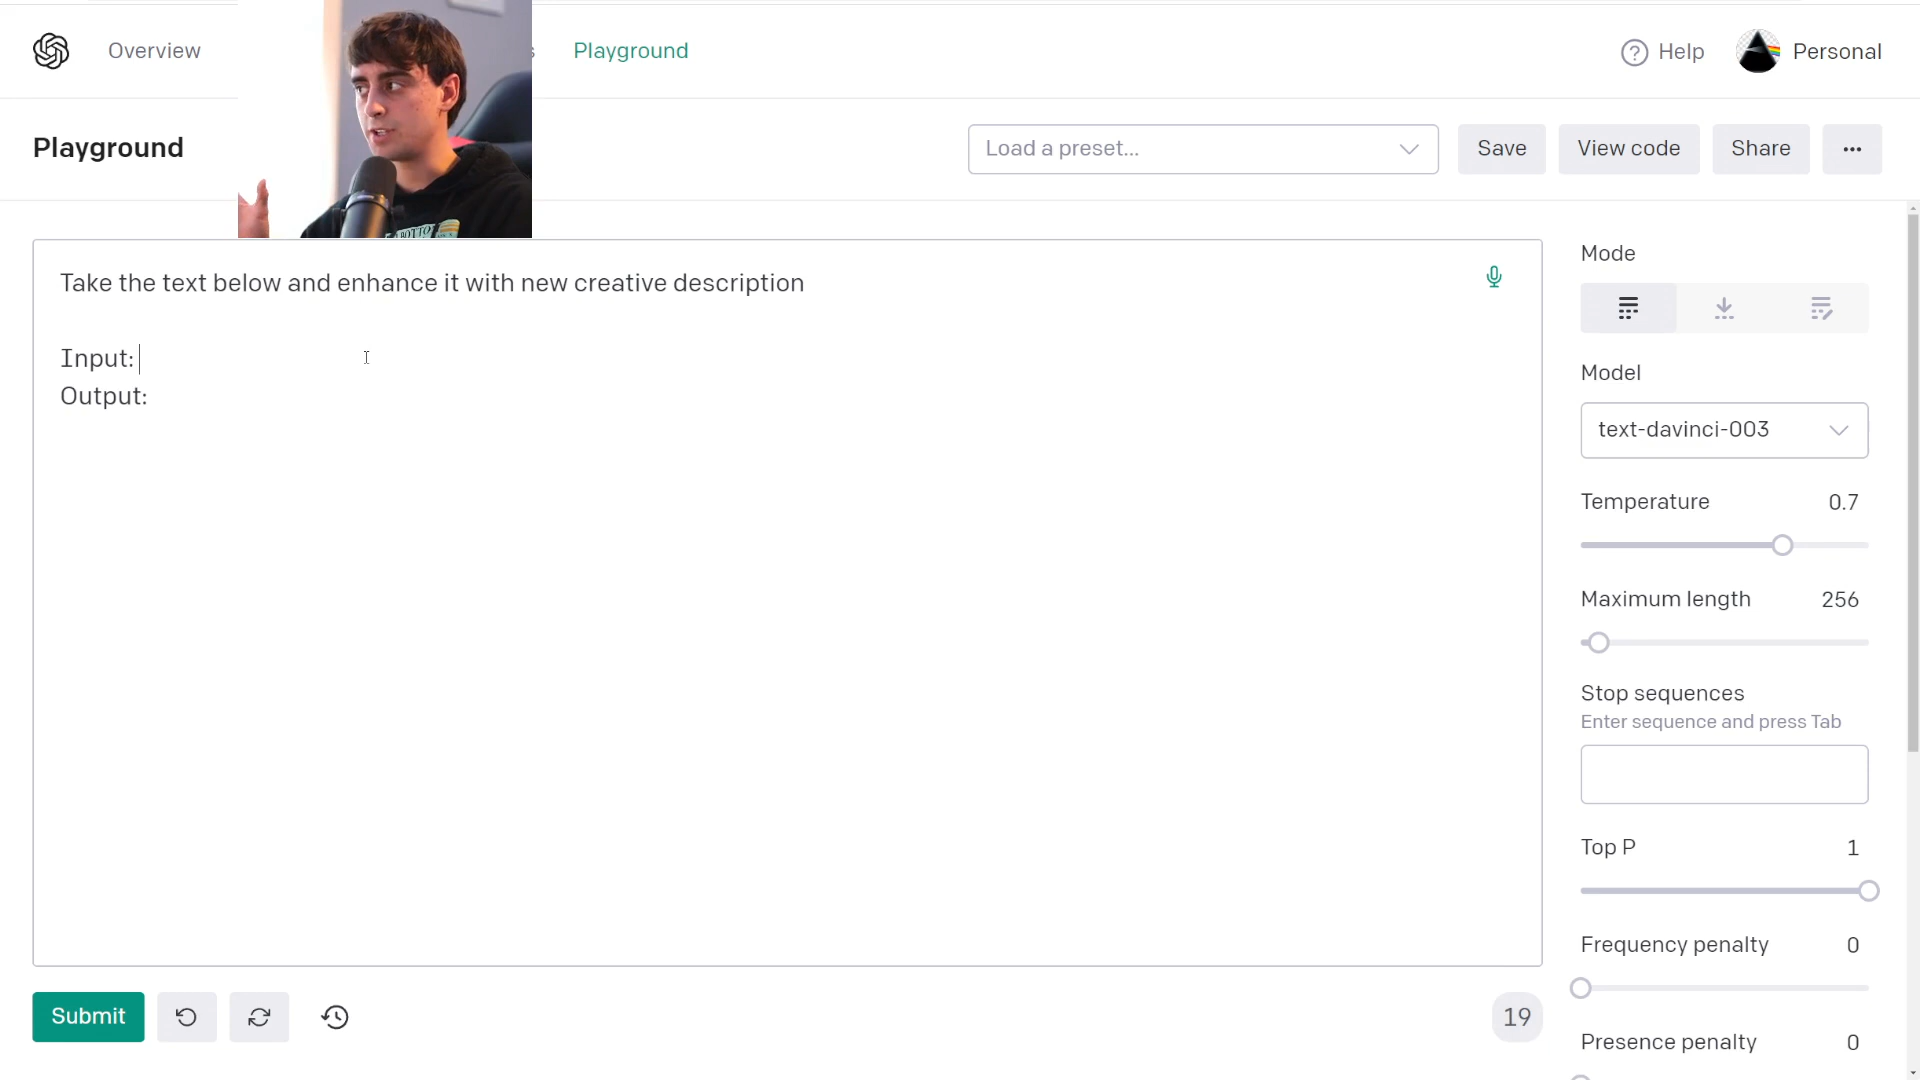 Overview
Playground
Help
Personal
Playground
Load a preset...
Save
View code
Share
Take the text below and enhance it with new creative description
Input:
Output:
Mode
Model
text-davinci-003
Temperature 0.7
Maximum length 256
Stop sequences
Enter sequence and press Tab
Top P 1
Frequency penalty 0
Presence penalty 0
Submit
19